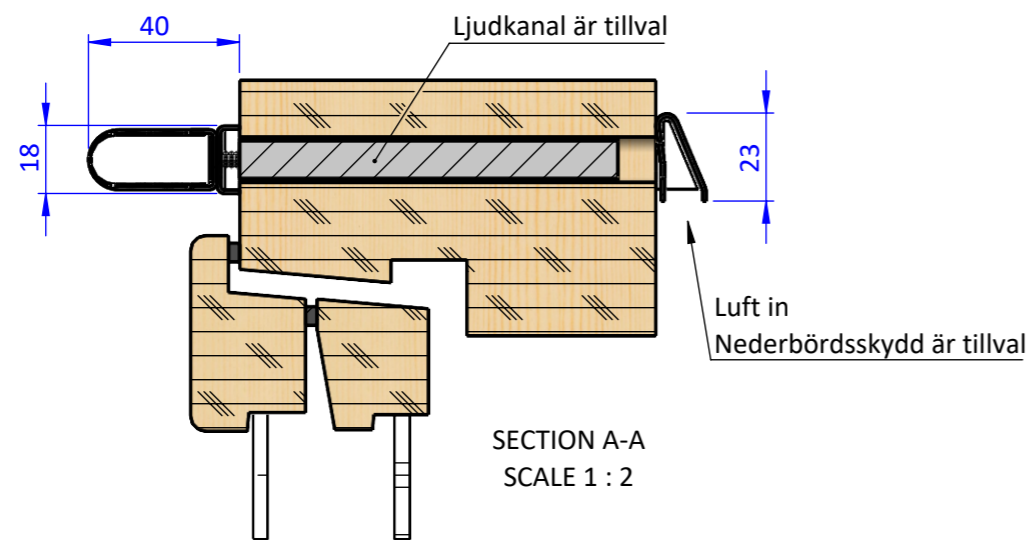 40
Ljudkanal är tillval
18
23
Luft in
Nederbördsskydd är tillval
SECTION A-A
SCALE 1 : 2